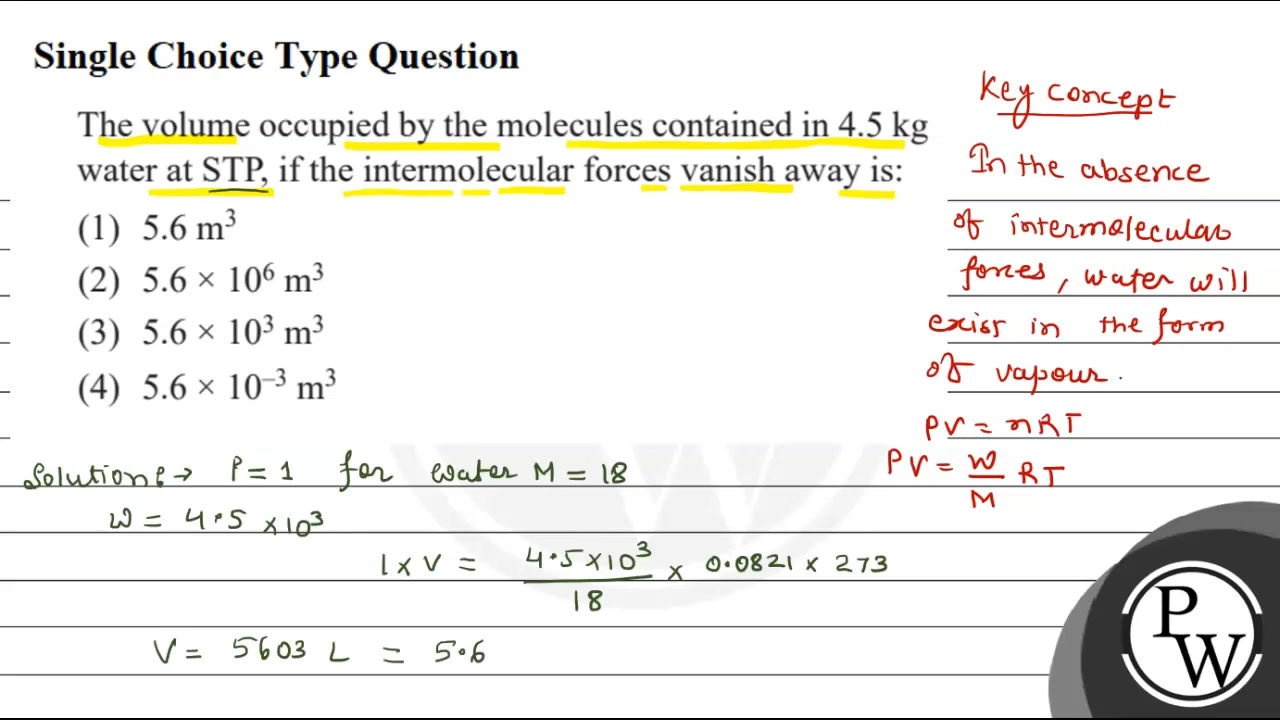 Single Choice Type Question
The volume occupied by the molecules contained in 4.5 kg
water at STP, if the intermolecular forces vanish away is:
(1) 5.6 m³
(2) 5.6 × 10⁶ m³
(3) 5.6 × 10³ m³
(4) 5.6 × 10⁻³ m³
Key concept
In the absence
of intermolecular
forces, water will
exist in the form
of vapour.
PV = nRT
PV = w/M RT
Solution:→ P = 1 for water M = 18
w = 4.5 × 10³
1 × V = 4.5×10³/18 × 0.0821 × 273
V = 5603 L = 5.6
PW